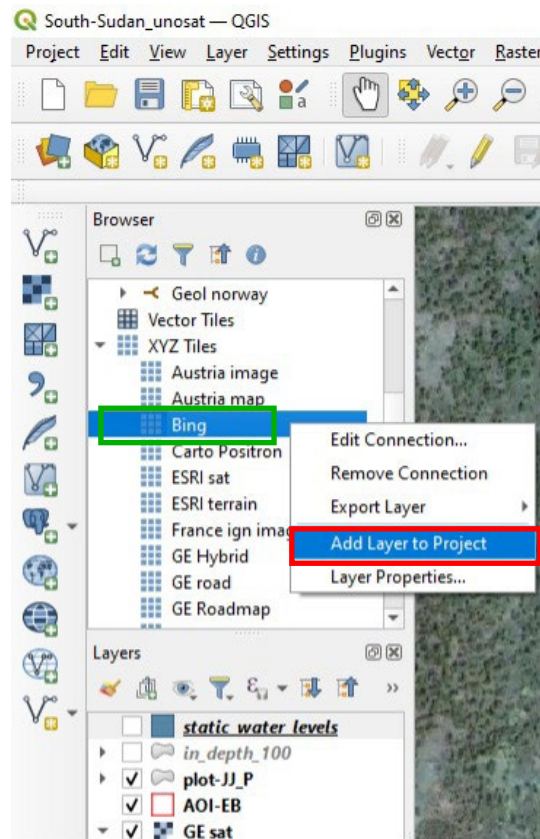 South-Sudan_unosat — QGIS
Project Edit View Layer Settings Plugins Vector Raster
a
Browser
Geol norway
Vector Tiles
XYZ Tiles
Austria image
Austria map
Bing
Carto Positron
ESRI sat
ESRI terrain
France ign imag
GE Hybrid
GE road
GE Roadmap
Edit Connection...
Remove Connection
Export Layer
Add Layer to Project
Layer Properties...
Layers
static water levels
in_depth_100
plot-JJ_P
AOI-EB
GE sat